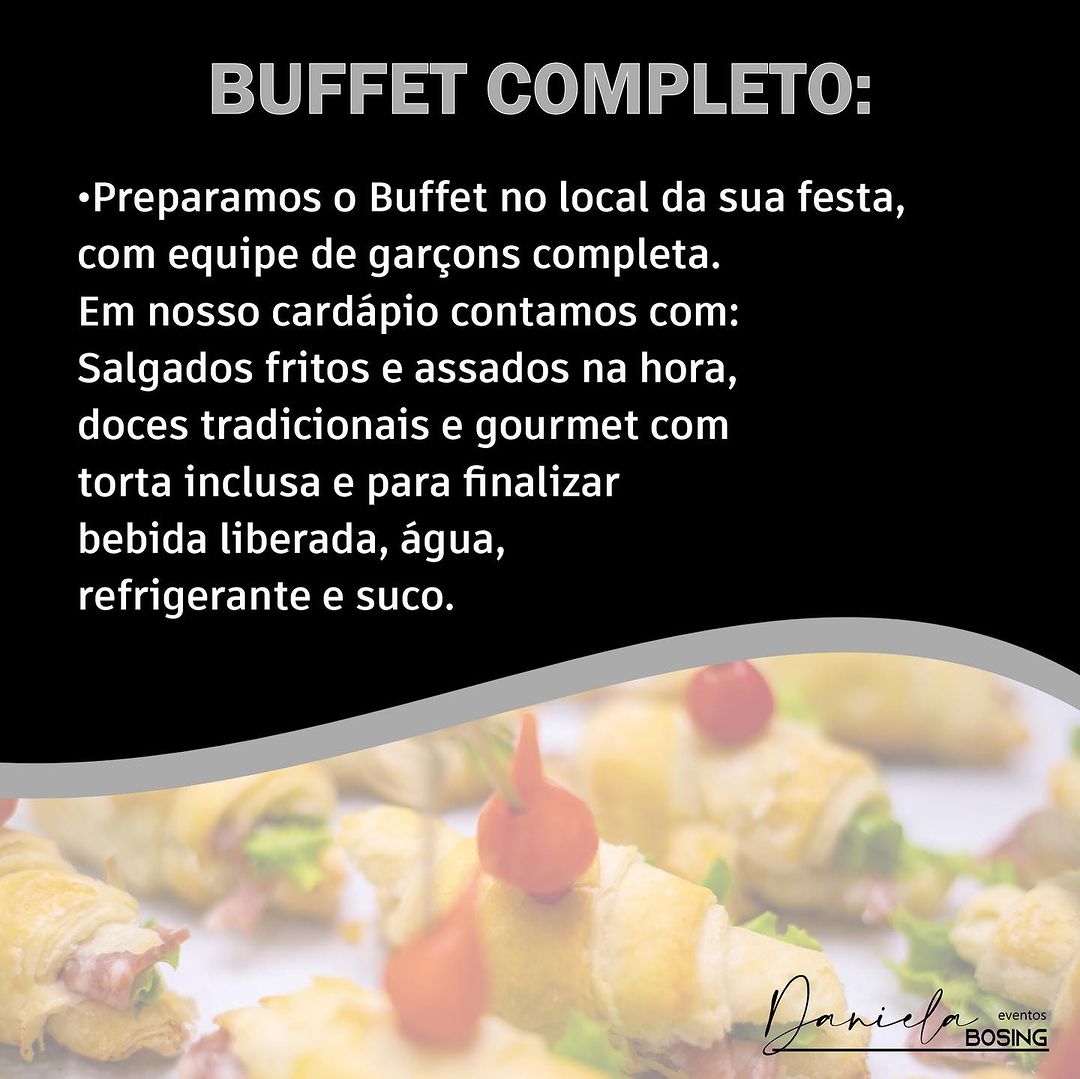 BUFFET COMPLETO:
•Preparamos o Buffet no local da sua festa,
com equipe de garçons completa.
Em nosso cardápio contamos com:
Salgados fritos e assados na hora,
doces tradicionais e gourmet com
torta inclusa e para finalizar
bebida liberada, água,
refrigerante e suco.
Daniela eventos
BOSING